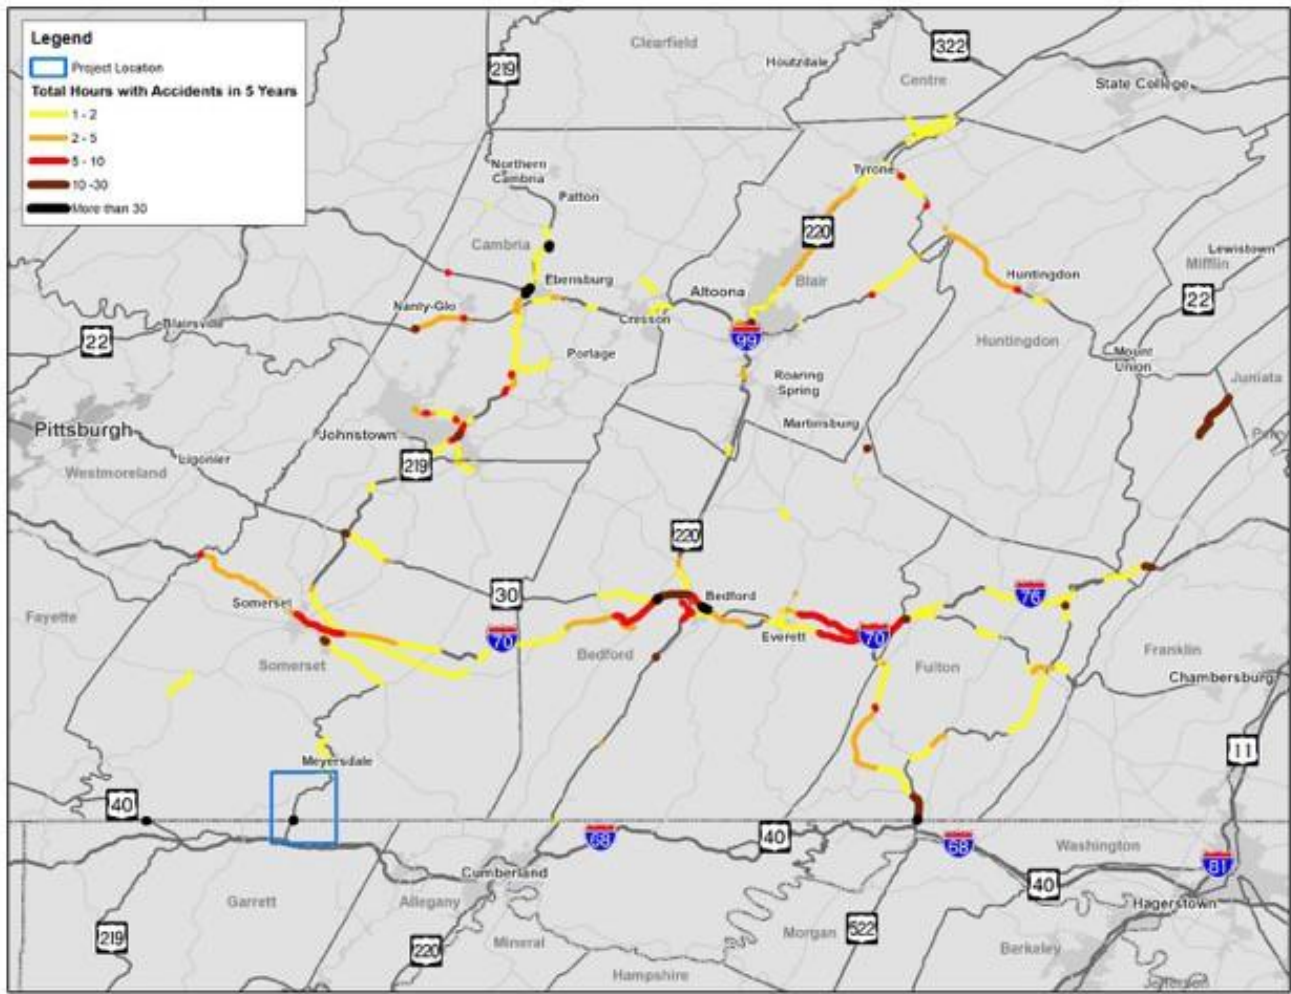 Legend
Project Location
Total Hours with Accidents in 5 Years
1 - 2
2 - 5
5 - 10
10 -30
More than 30
Clearfield
322
219
Houtzdale
Centre
State College
Northern
Cambria
Tyrone
Patton
220
Cambria
Lewistown
Mifflin
Ebensburg
Altoona
Blair
Huntingdon
22
Nanty-Glo
Blairsville
Cresson
22
99
Huntingdon
Portage
Mount
Union
Roaring
Spring
Juniata
Martinsburg
Pittsburgh
Johnstown
Ligonier
219
Westmoreland
220
30
76
Somerset
Bedford
Fayette
70
Everett
70
Somerset
Bedford
Fulton
Franklin
Chambersburg
11
Meyersdale
40
68
40
68
Washington
81
Cumberland
40
Garrett
Allegany
Hagerstown
219
220
Mineral
Morgan
522
Berkeley
Hampshire
Jefferson